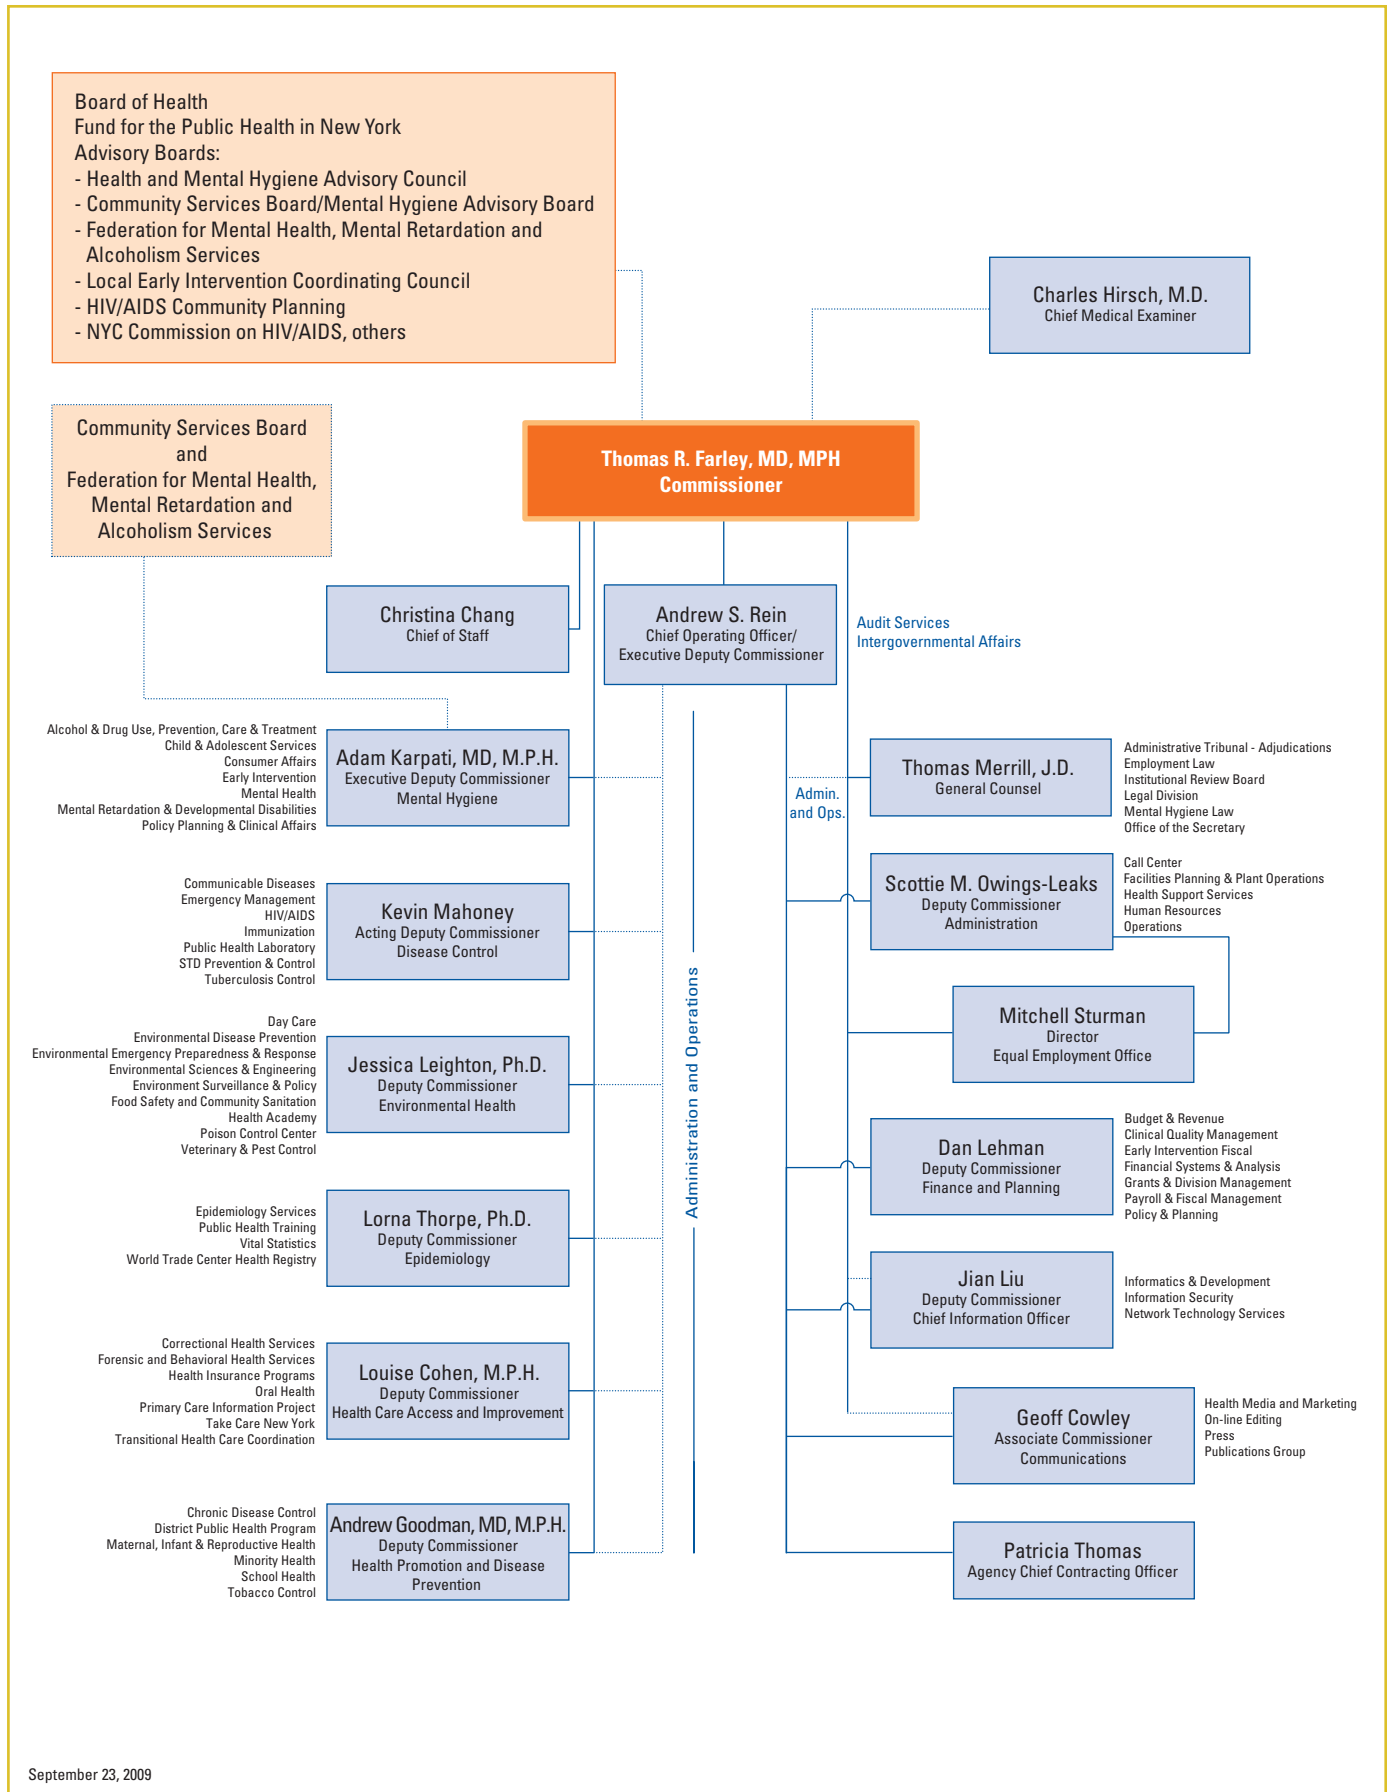 Board of Health
Fund for the Public Health in New York
Advisory Boards:
- Health and Mental Hygiene Advisory Council
- Community Services Board/Mental Hygiene Advisory Board
- Federation for Mental Health, Mental Retardation and
Alcoholism Services
- Local Early Intervention Coordinating Council
- HIV/AIDS Community Planning
- NYC Commission on HIV/AIDS, others
Charles Hirsch, M.D.
Chief Medical Examiner
Community Services Board
and
Federation for Mental Health,
Mental Retardation and
Alcoholism Services
Thomas R. Farley, MD, MPH
Commissioner
Christina Chang
Chief of Staff
Andrew S. Rein
Chief Operating Officer/
Executive Deputy Commissioner
Audit Services
Intergovernmental Affairs
Alcohol & Drug Use, Prevention, Care & Treatment
Child & Adolescent Services
Consumer Affairs
Early Intervention
Mental Health
Mental Retardation & Developmental Disabilities
Policy Planning & Clinical Affairs
Adam Karpati, MD, M.P.H.
Executive Deputy Commissioner
Mental Hygiene
Admin.
and Ops.
Thomas Merrill, J.D.
General Counsel
Administrative Tribunal - Adjudications
Employment Law
Institutional Review Board
Legal Division
Mental Hygiene Law
Office of the Secretary
Communicable Diseases
Emergency Management
HIV/AIDS
Immunization
Public Health Laboratory
STD Prevention & Control
Tuberculosis Control
Kevin Mahoney
Acting Deputy Commissioner
Disease Control
Scottie M. Owings-Leaks
Deputy Commissioner
Administration
Call Center
Facilities Planning & Plant Operations
Health Support Services
Human Resources
Operations
Administration and Operations
Day Care
Environmental Disease Prevention
Environmental Emergency Preparedness & Response
Environmental Sciences & Engineering
Environment Surveillance & Policy
Food Safety and Community Sanitation
Health Academy
Poison Control Center
Veterinary & Pest Control
Jessica Leighton, Ph.D.
Deputy Commissioner
Environmental Health
Mitchell Sturman
Director
Equal Employment Office
Dan Lehman
Deputy Commissioner
Finance and Planning
Budget & Revenue
Clinical Quality Management
Early Intervention Fiscal
Financial Systems & Analysis
Grants & Division Management
Payroll & Fiscal Management
Policy & Planning
Epidemiology Services
Public Health Training
Vital Statistics
World Trade Center Health Registry
Lorna Thorpe, Ph.D.
Deputy Commissioner
Epidemiology
Jian Liu
Deputy Commissioner
Chief Information Officer
Informatics & Development
Information Security
Network Technology Services
Correctional Health Services
Forensic and Behavioral Health Services
Health Insurance Programs
Oral Health
Primary Care Information Project
Take Care New York
Transitional Health Care Coordination
Louise Cohen, M.P.H.
Deputy Commissioner
Health Care Access and Improvement
Geoff Cowley
Associate Commissioner
Communications
Health Media and Marketing
On-line Editing
Press
Publications Group
Chronic Disease Control
District Public Health Program
Maternal, Infant & Reproductive Health
Minority Health
School Health
Tobacco Control
Andrew Goodman, MD, M.P.H.
Deputy Commissioner
Health Promotion and Disease
Prevention
Patricia Thomas
Agency Chief Contracting Officer
September 23, 2009